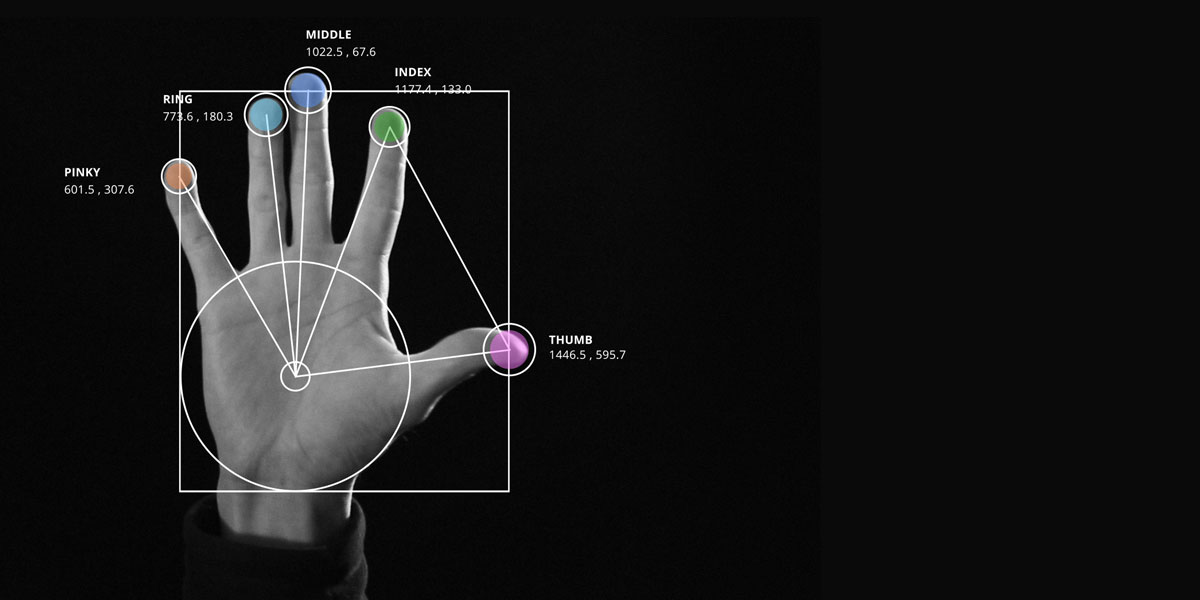 MIDDLE
1022.5 , 67.6
INDEX
1177.4 , 133.0
RING
773.6 , 180.3
PINKY
601.5 , 307.6
THUMB
1446.5 , 595.7